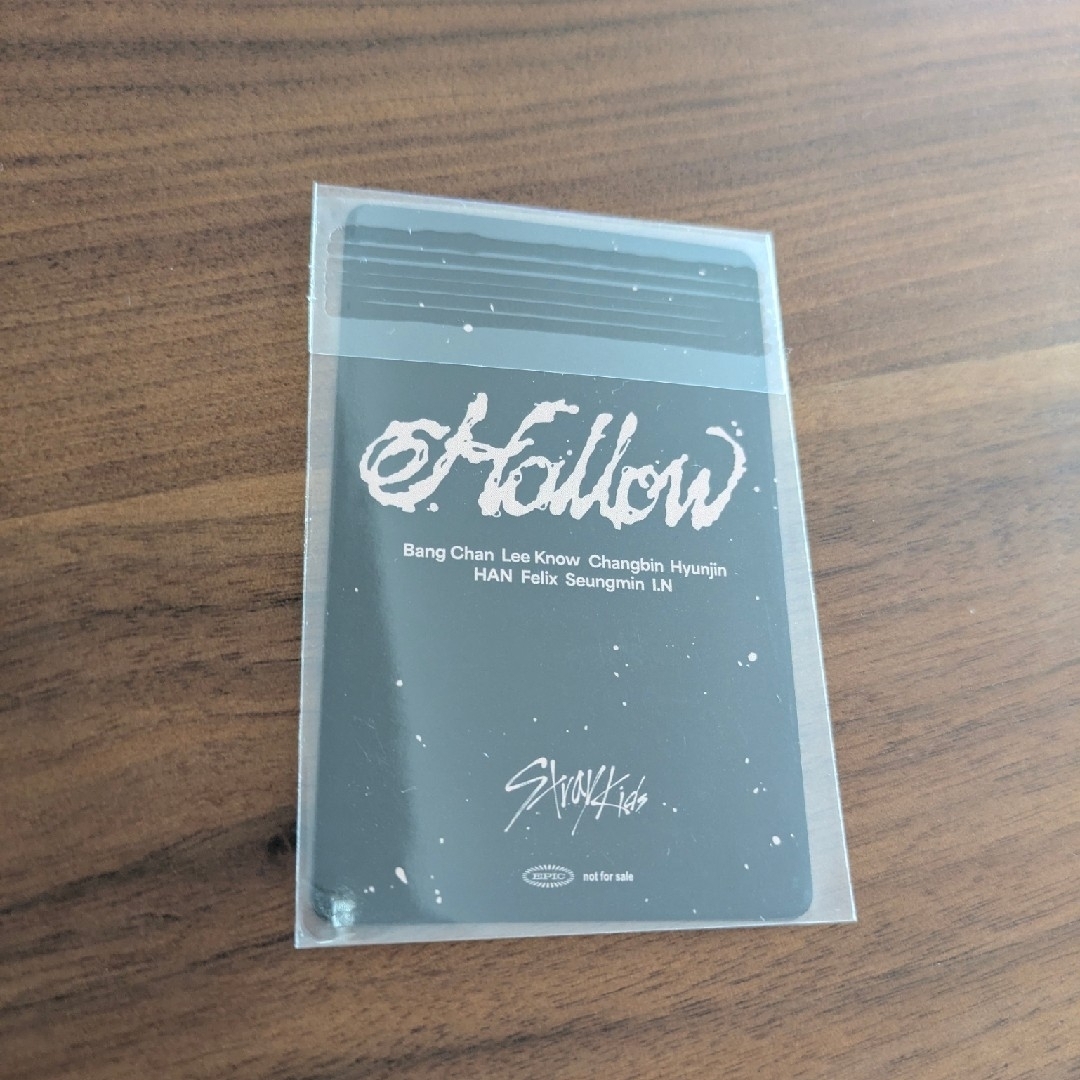 Hollow
Bang Chan Lee Know Changbin Hyunjin
HAN Felix Seungmin I.N
Stray Kids
EPIC not for sale